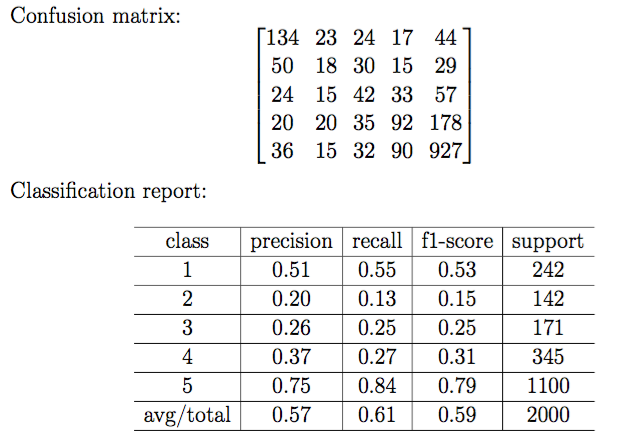 Confusion matrix:
134 23 24 17 44
50 18 30 15 29
24 15 42 33 57
20 20 35 92 178
36 15 32 90 927
Classification report:
class precision recall f1-score support
1 0.51 0.55 0.53 242
2 0.20 0.13 0.15 142
3 0.26 0.25 0.25 171
4 0.37 0.27 0.31 345
5 0.75 0.84 0.79 1100
avg/total 0.57 0.61 0.59 2000